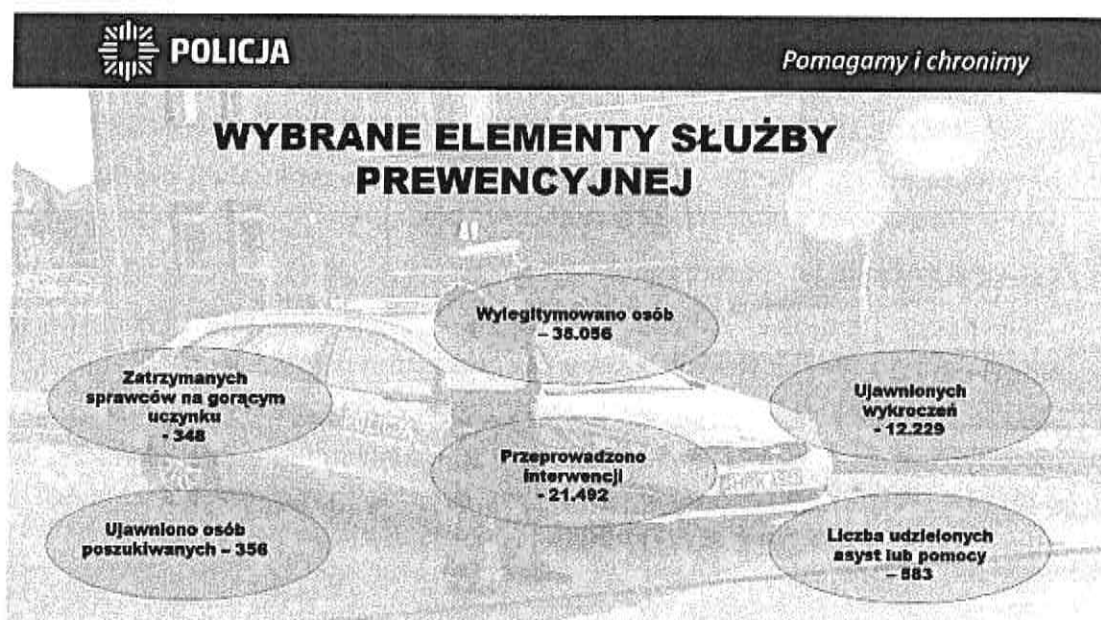 POLICJA
Pomagamy i chronimy
WYBRANE ELEMENTY SŁUŻBY
PREWENCYJNEJ
Wylegitymowano osób
– 38.056
Zatrzymanych
sprawców na gorącym
uczynku
- 348
Ujawnionych
wykroczeń
- 12.229
Przeprowadzono
interwencji
- 21.492
Ujawniono osób
poszukiwanych – 356
Liczba udzielonych
asyst lub pomocy
– 583